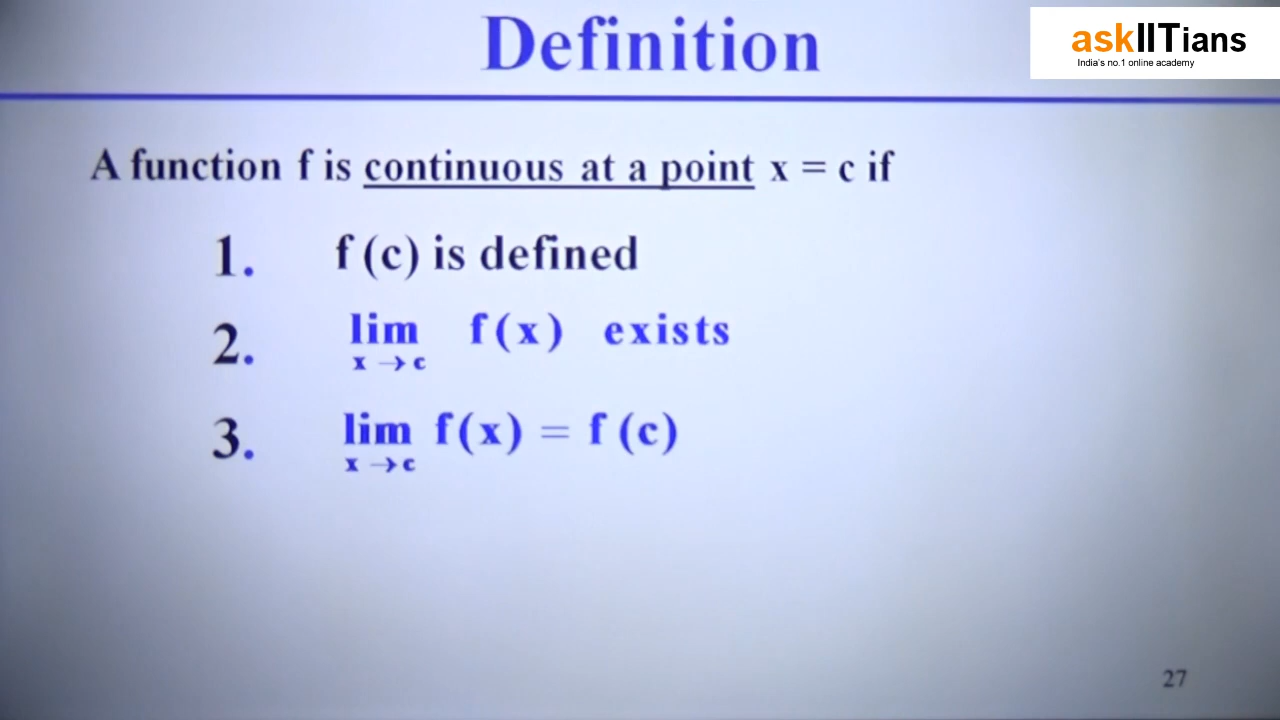 Definition
askIITians
India's no.1 online academy
A function f is continuous at a point x = c if
1. f (c) is defined
2. lim f(x) exists
x → c
3. lim f(x) = f (c)
x → c
27